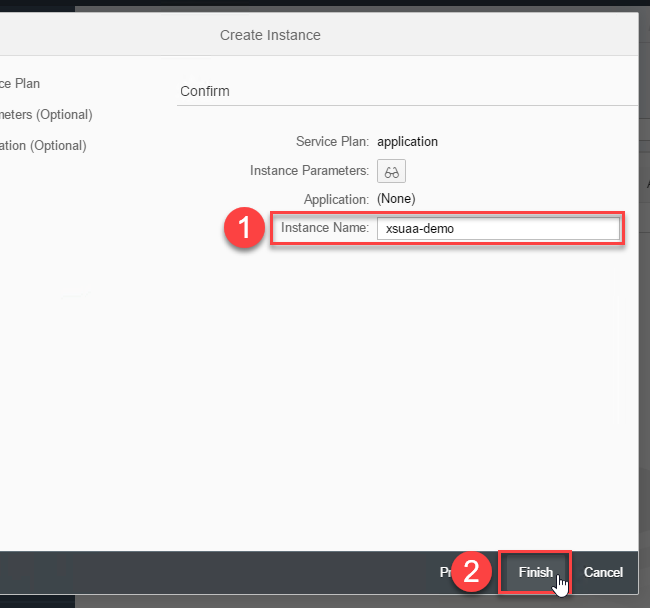 Create Instance
ce Plan
neters (Optional)
ation (Optional)
Confirm
Service Plan: application
Instance Parameters:
Application: (None)
1
Instance Name: xsuaa-demo
2
Finish
Cancel